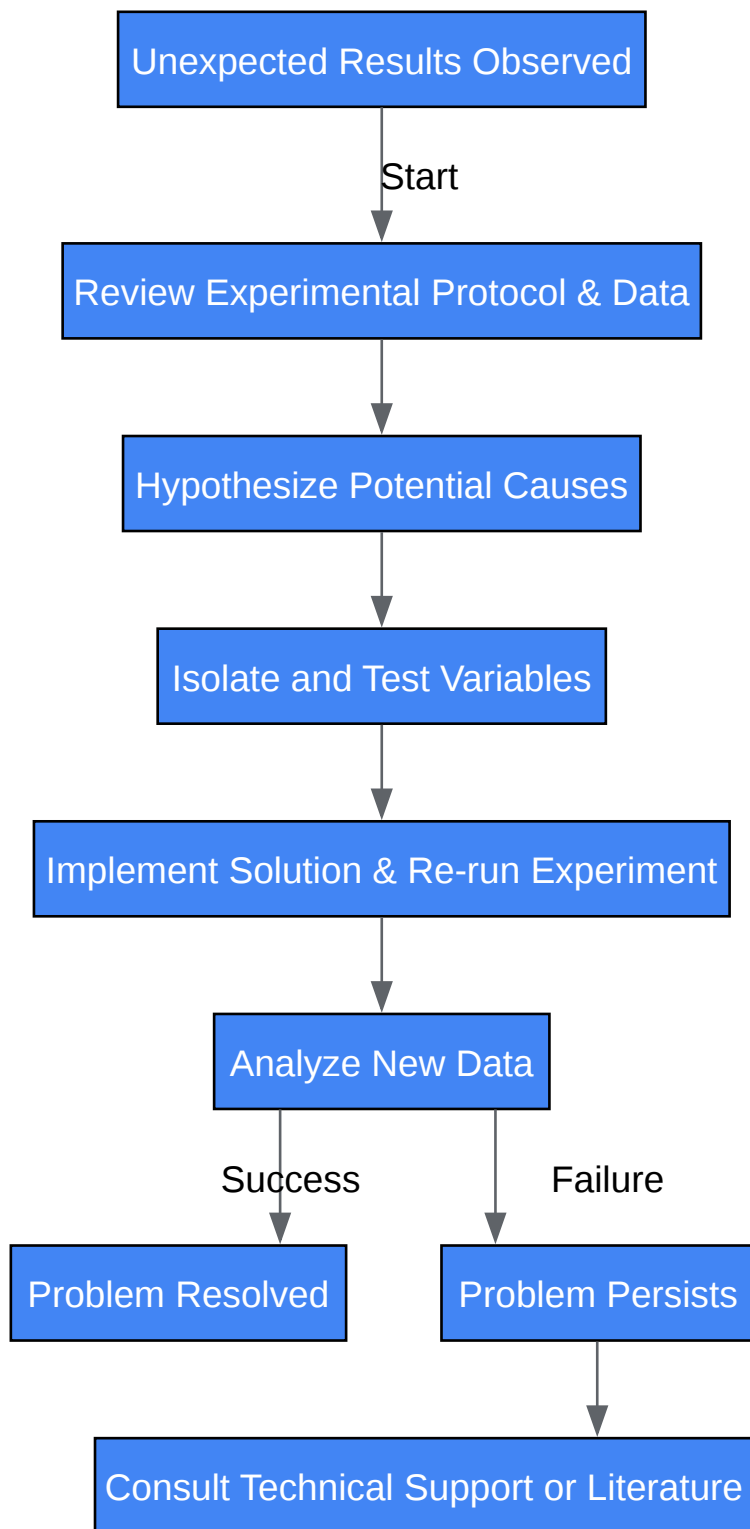 Unexpected Results Observed
Start
Review Experimental Protocol & Data
Hypothesize Potential Causes
Isolate and Test Variables
Implement Solution & Re-run Experiment
Analyze New Data
Success
Failure
Problem Resolved
Problem Persists
Consult Technical Support or Literature